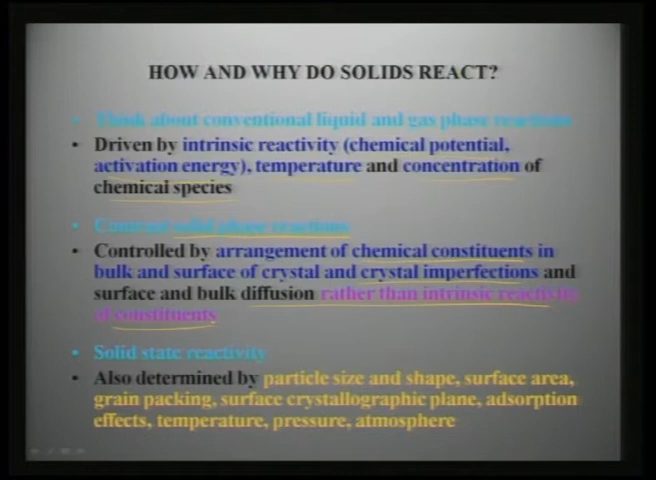 HOW AND WHY DO SOLIDS REACT?
• Think about conventional liquid and gas phase reactions
• Driven by intrinsic reactivity (chemical potential,
activation energy), temperature and concentration of
chemical species
• Contrast solid phase reactions
• Controlled by arrangement of chemical constituents in
bulk and surface of crystal and crystal imperfections and
surface and bulk diffusion rather than intrinsic reactivity
of constituents
• Solid state reactivity
• Also determined by particle size and shape, surface area,
grain packing, surface crystallographic plane, adsorption
effects, temperature, pressure, atmosphere